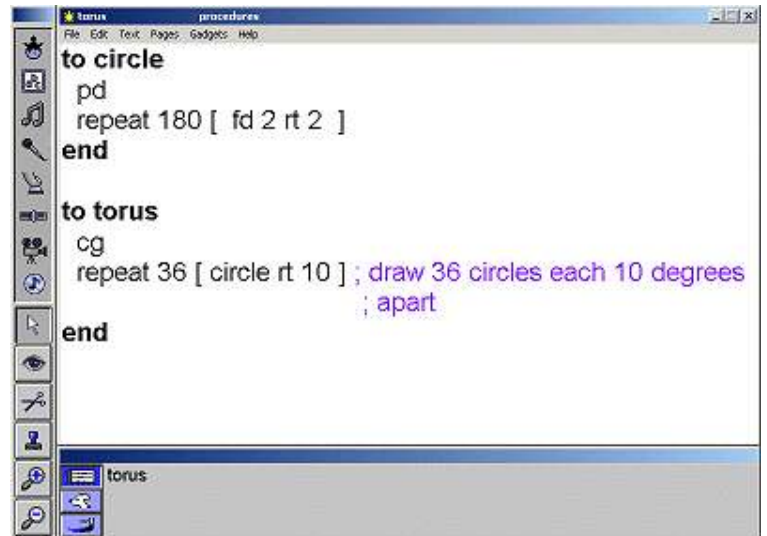 torus procedures
File Edit Text Pages Gadgets Help
to circle
pd
repeat 180 [ fd 2 rt 2 ]
end
to torus
cg
repeat 36 [ circle rt 10 ] ; draw 36 circles each 10 degrees
; apart
end
torus